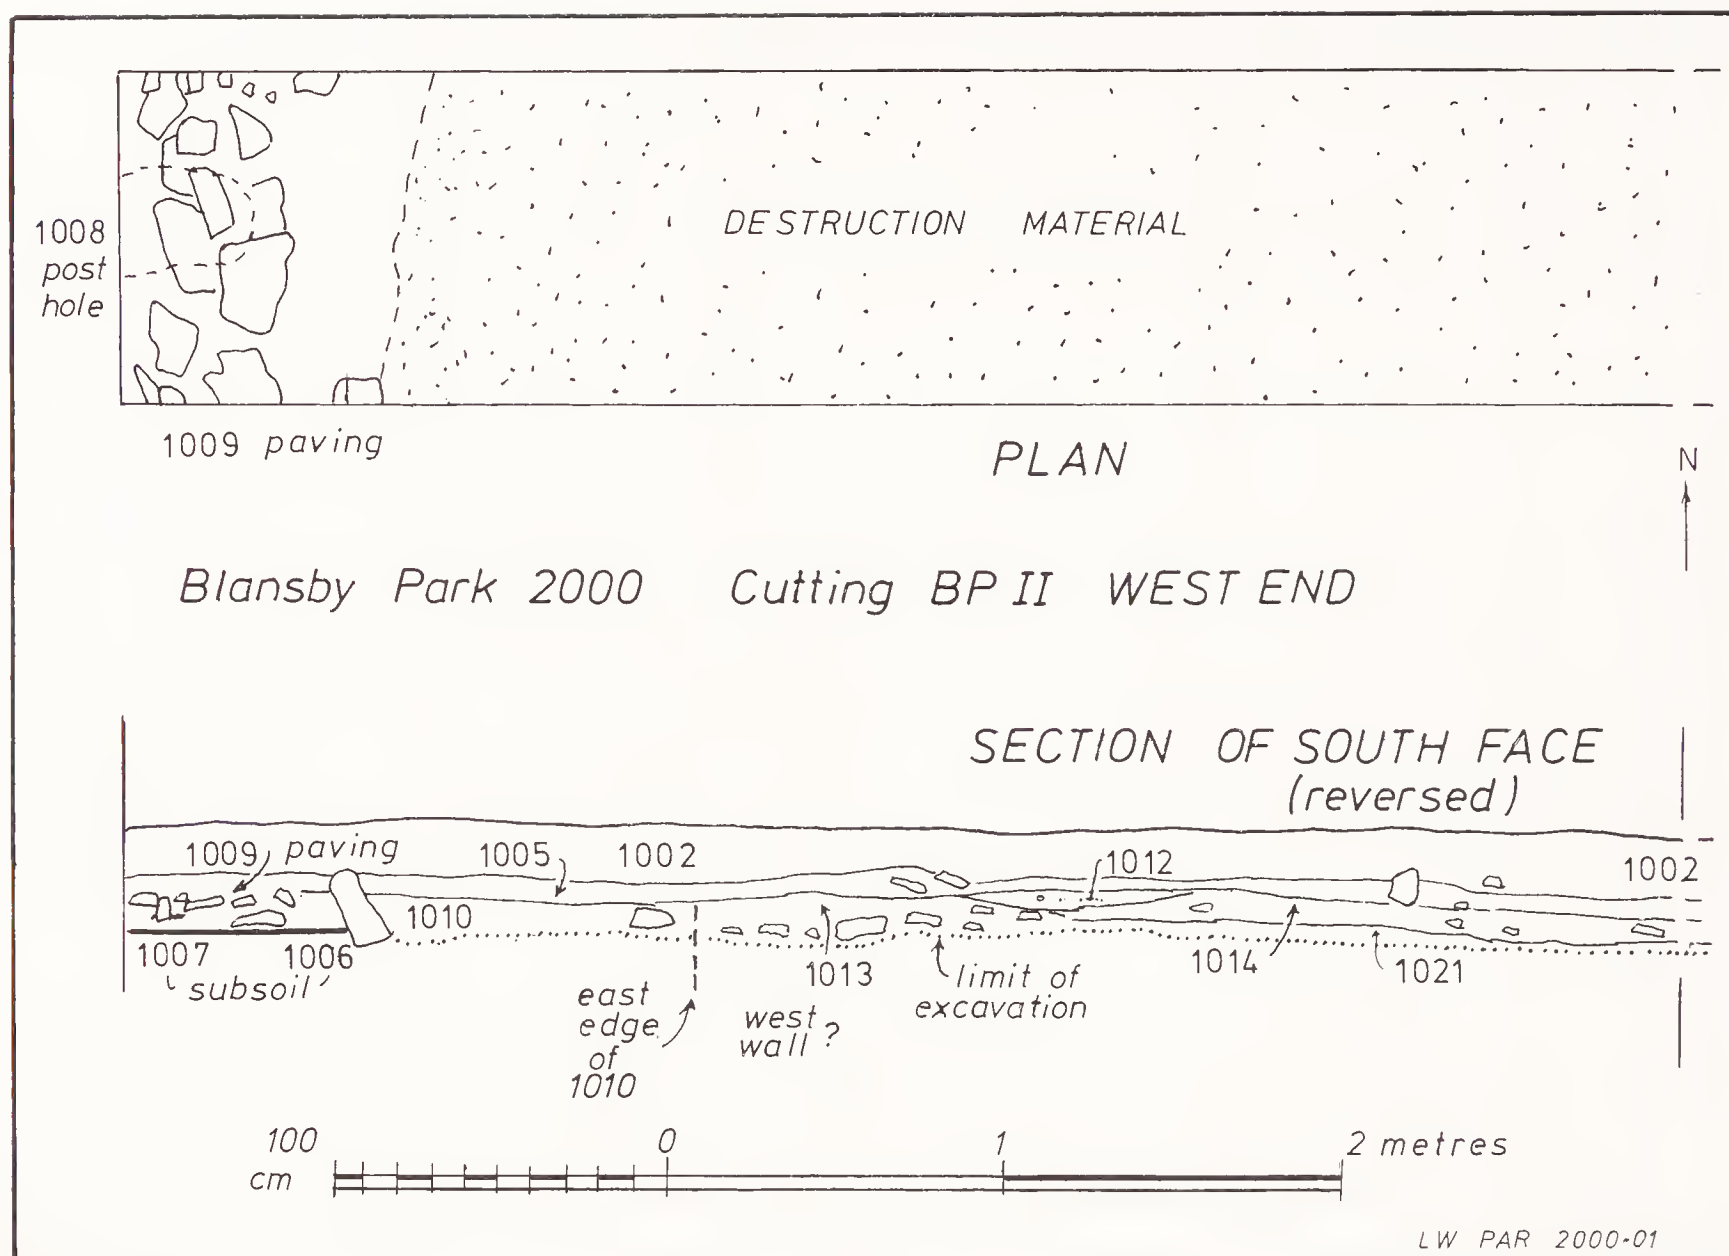 1008
post
hole
DESTRUCTION MATERIAL
1009 paving
PLAN
N
Blansby Park 2000 Cutting BP II WEST END
SECTION OF SOUTH FACE
(reversed)
1009 paving
1005
1002
1012
1002
1010
1007
1006
'subsoil'
1013
1014
1021
limit of
excavation
east
edge
of
1010
west
wall ?
100
0
1
2 metres
cm
LW PAR 2000-01